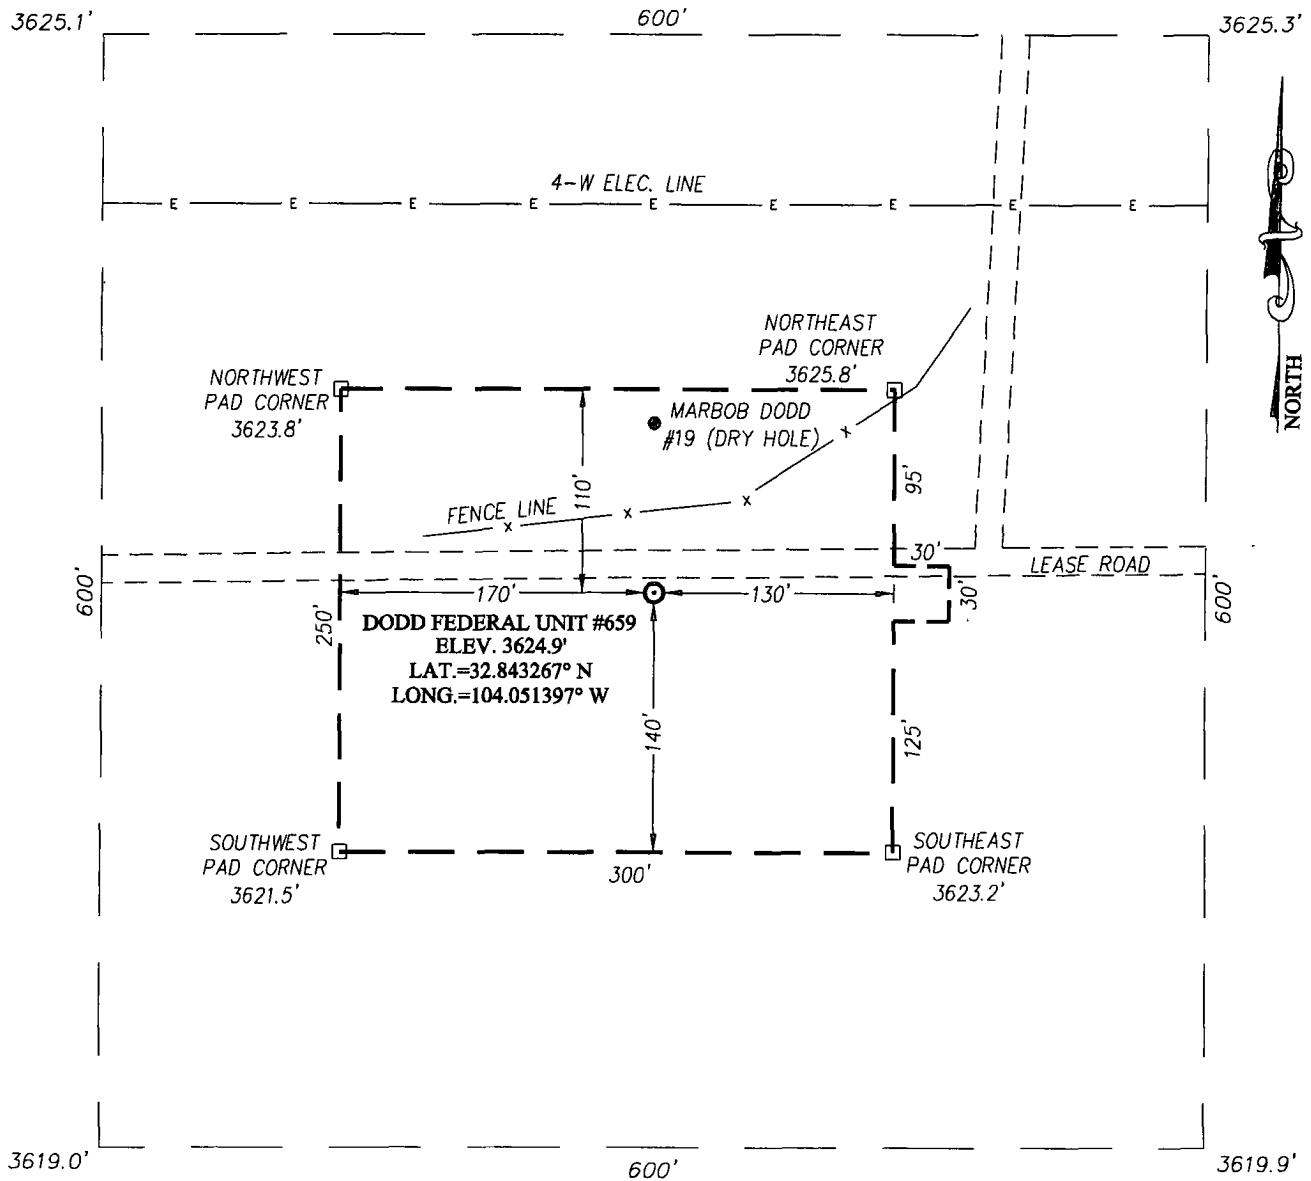 3625.1'
600'
3625.3'
4-W ELEC. LINE
E E E E E E E E E
NORTH
NORTHEAST
PAD CORNER
3625.8'
NORTHWEST
PAD CORNER
3623.8'
MARBOB DODD
#19 (DRY HOLE)
X
95'
110'
FENCE LINE
X X X
30'
LEASE ROAD
600'
250'
170'
130'
30'
600'
DODD FEDERAL UNIT #659
ELEV. 3624.9'
LAT.=32.843267° N
LONG.=104.051397° W
140'
125'
SOUTHWEST
PAD CORNER
3621.5'
300'
SOUTHEAST
PAD CORNER
3623.2'
3619.0'
600'
3619.9'